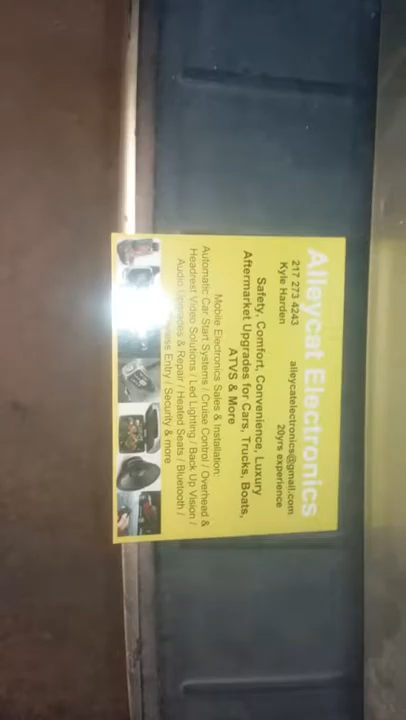 Alleycat Electronics
217 273 4243 alleycatelectronics@gmail.com
Kyle Harden 20yrs experience
Safety, Comfort, Convenience, Luxury
Aftermarket Upgrades for Cars, Trucks, Boats,
ATVS & More
Mobile Electronics Sales & Installation:
Automatic Car Start Systems / Cruise Control / Overhead &
Headrest Video Solutions / Led Lighting / Back Up Vision /
Audio Upgrades & Repair / Heated Seats / Bluetooth /
Entry / Security & more